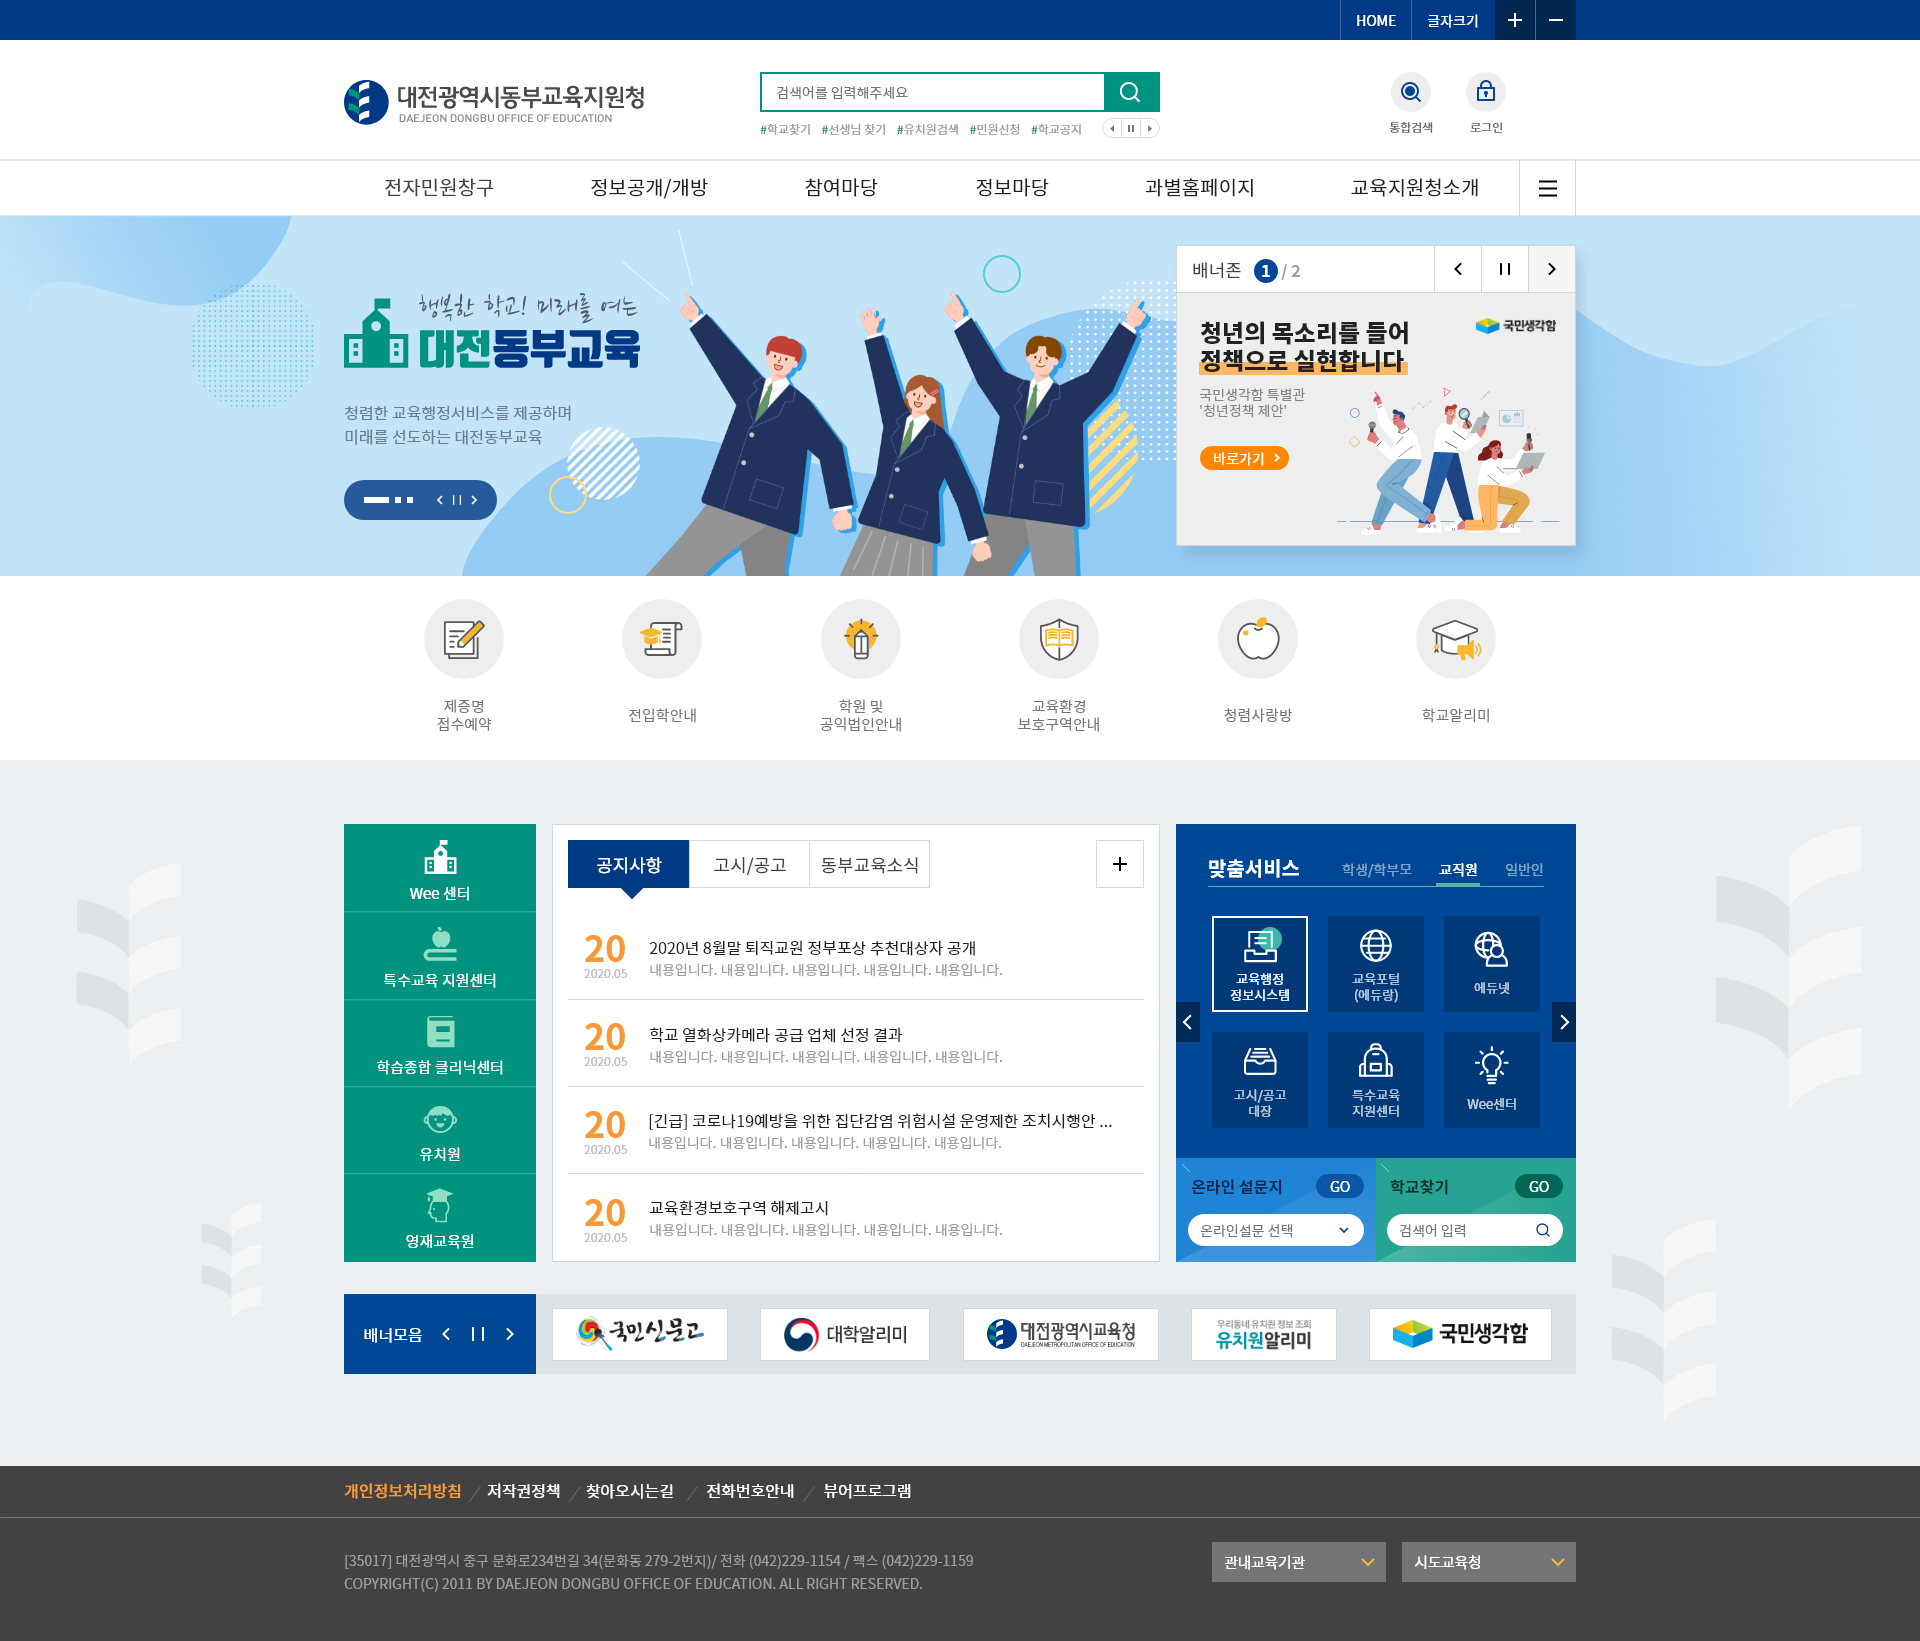 HOME
글자크기
대전광역시동부교육지원청
DAEJEON DONGBU OFFICE OF EDUCATION
검색어를 입력해주세요
#학교찾기 #선생님 찾기 #유치원검색 #민원신청 #학교공지
통합검색
로그인
전자민원창구
정보공개/개방
참여마당
정보마당
과별홈페이지
교육지원청소개
행복한 학교! 미래를 여는
대전동부교육
청렴한 교육행정서비스를 제공하며
미래를 선도하는 대전동부교육
배너존 1 / 2
청년의 목소리를 들어
정책으로 실현합니다
국민생각함
국민생각함 특별관
'청년정책 제안'
바로가기
제증명
접수예약
전입학안내
학원 및
공익법인안내
교육환경
보호구역안내
청렴사랑방
학교알리미
Wee 센터
특수교육 지원센터
학습종합 클리닉센터
유치원
영재교육원
공지사항
고시/공고
동부교육소식
20
2020.05
2020년 8월말 퇴직교원 정부포상 추천대상자 공개
내용입니다. 내용입니다. 내용입니다. 내용입니다. 내용입니다.
20
2020.05
학교 열화상카메라 공급 업체 선정 결과
내용입니다. 내용입니다. 내용입니다. 내용입니다. 내용입니다.
20
2020.05
[긴급] 코로나19예방을 위한 집단감염 위험시설 운영제한 조치시행안 ...
내용입니다. 내용입니다. 내용입니다. 내용입니다. 내용입니다.
20
2020.05
교육환경보호구역 해제고시
내용입니다. 내용입니다. 내용입니다. 내용입니다. 내용입니다.
맞춤서비스
학생/학부모
교직원
일반인
교육행정
정보시스템
교육포털
(에듀랑)
에듀넷
고시/공고
대장
특수교육
지원센터
Wee센터
온라인 설문지
GO
온라인설문 선택
학교찾기
GO
검색어 입력
배너모음
국민신문고
대학알리미
대전광역시교육청
DAEJEON METROPOLITAN OFFICE OF EDUCATION
우리동네 유치원 정보 조회
유치원알리미
국민생각함
개인정보처리방침
저작권정책
찾아오시는길
전화번호안내
뷰어프로그램
[35017] 대전광역시 중구 문화로234번길 34(문화동 279-2번지)/ 전화 (042)229-1154 / 팩스 (042)229-1159
COPYRIGHT(C) 2011 BY DAEJEON DONGBU OFFICE OF EDUCATION. ALL RIGHT RESERVED.
관내교육기관
시도교육청